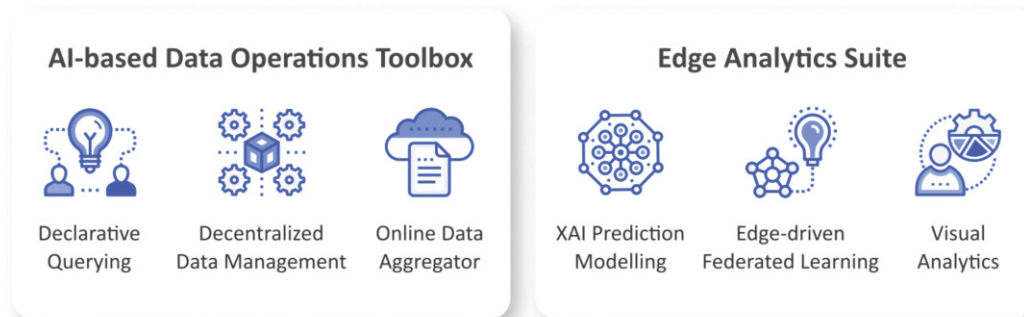 AI-based Data Operations Toolbox
Declarative
Querying
Decentralized
Data Management
Online Data
Aggregator
Edge Analytics Suite
XAI Prediction
Modelling
Edge-driven
Federated Learning
Visual
Analytics